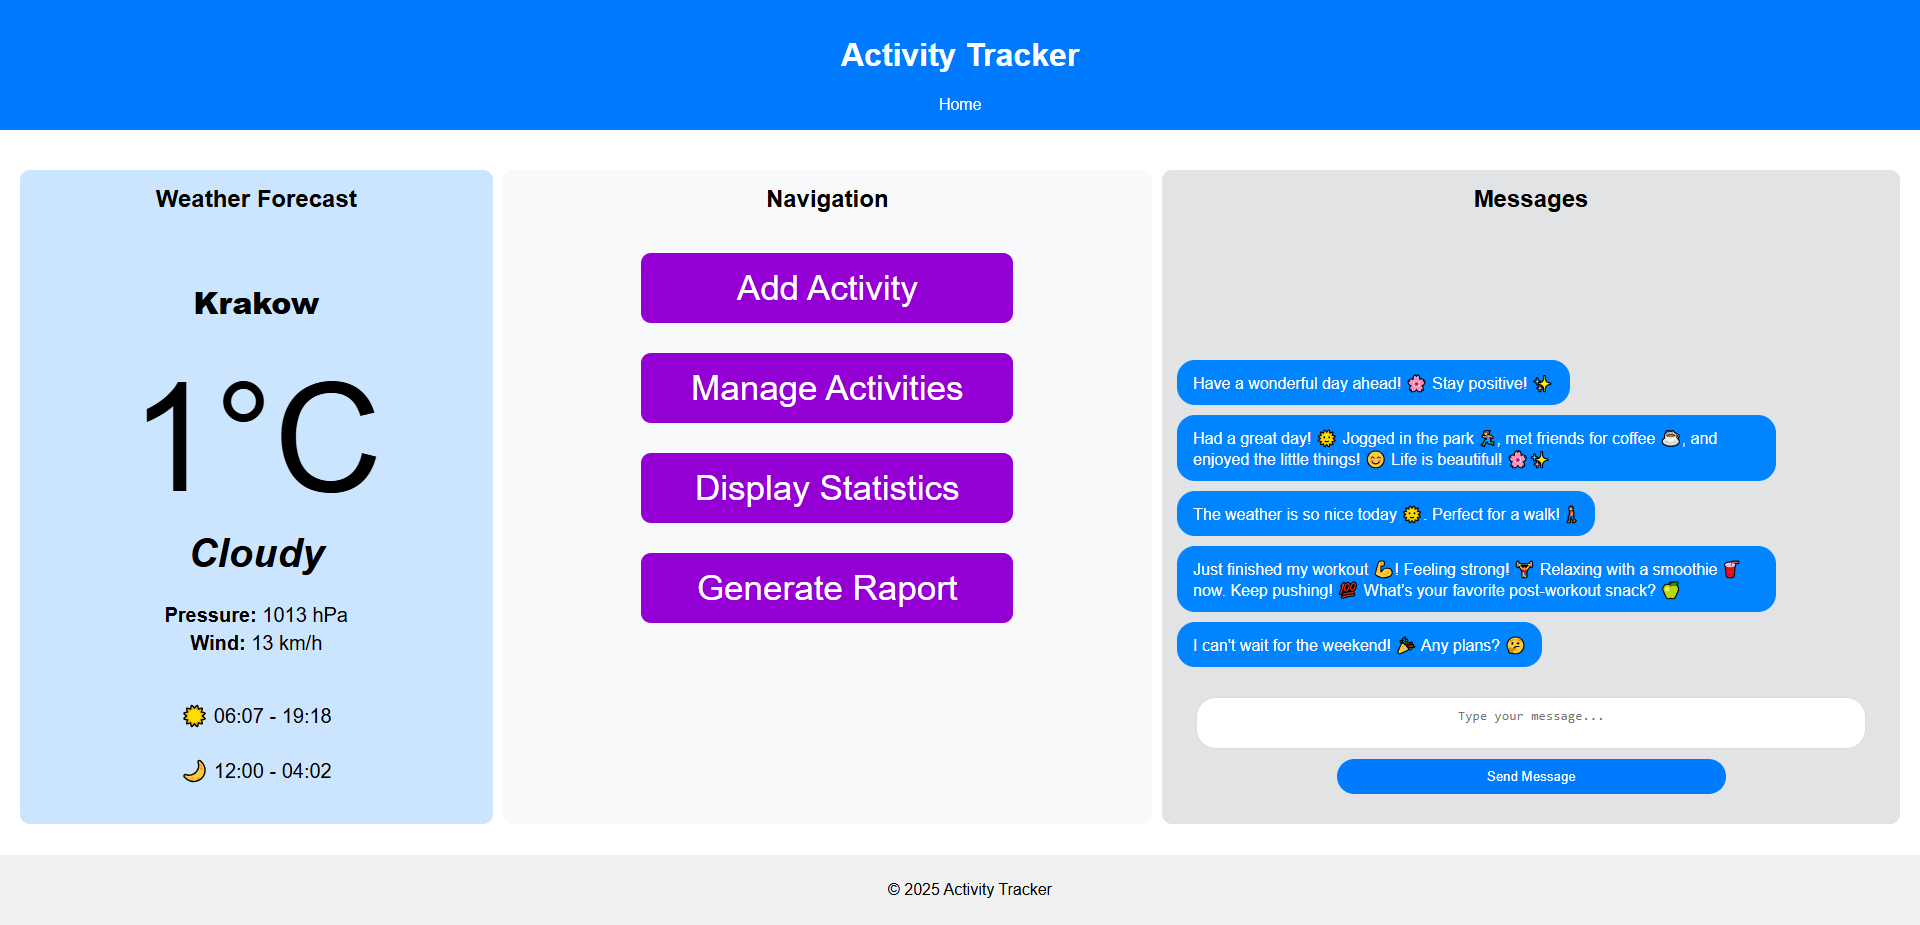 Activity Tracker
Home
Weather Forecast
Krakow
1°C
Cloudy
Pressure: 1013 hPa
Wind: 13 km/h
🌞 06:07 - 19:18
🌙 12:00 - 04:02
Navigation
Add Activity
Manage Activities
Display Statistics
Generate Raport
Messages
Have a wonderful day ahead! 🌸 Stay positive! ✨
Had a great day! 🌞 Jogged in the park 🏃, met friends for coffee ☕, and
enjoyed the little things! 😊 Life is beautiful! 🌸✨
The weather is so nice today 🌞. Perfect for a walk! 🚶
Just finished my workout 💪! Feeling strong! 🏋️ Relaxing with a smoothie 🥤
now. Keep pushing! 💯 What's your favorite post-workout snack? 🍏
I can't wait for the weekend! 🎉 Any plans? 🤔
Type your message...
Send Message
© 2025 Activity Tracker